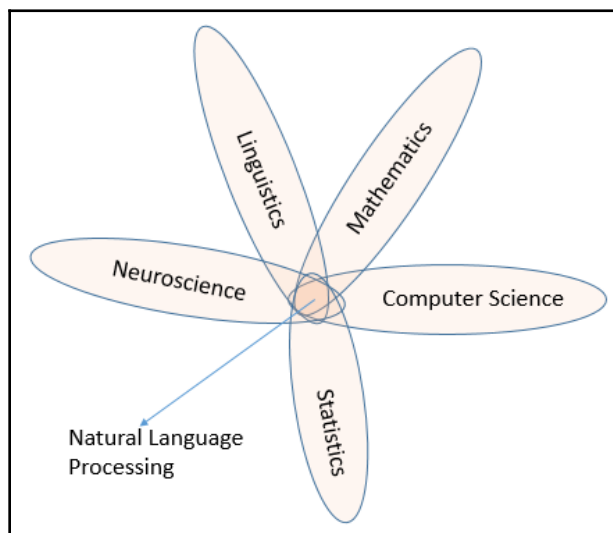 Linguistics
Mathematics
Neuroscience
Computer Science
Statistics
Natural Language
Processing